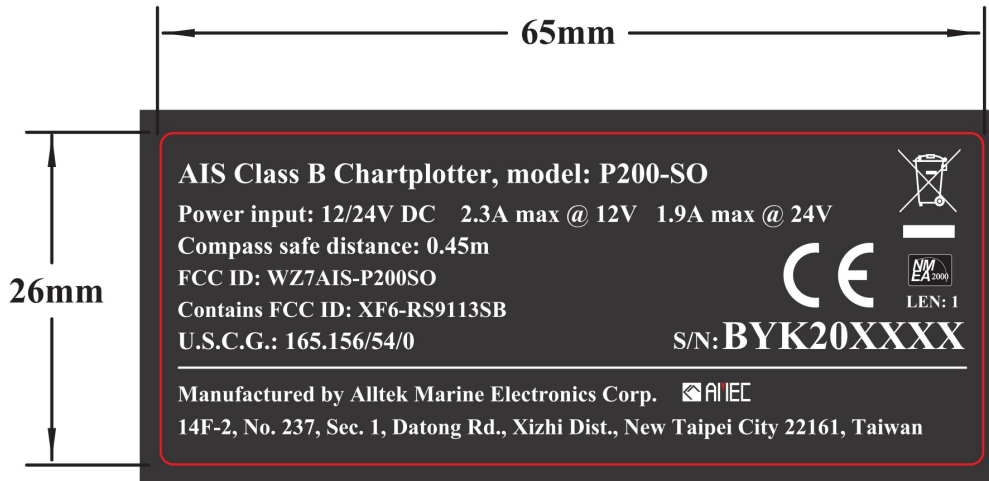 65mm
26mm
AIS Class B Chartplotter, model: P200-SO
Power input: 12/24V DC 2.3A max @ 12V 1.9A max @ 24V
Compass safe distance: 0.45m
FCC ID: WZ7AIS-P200SO
Contains FCC ID: XF6-RS9113SB
U.S.C.G.: 165.156/54/0
CE
NMEA 2000
LEN: 1
S/N: BYK20XXXX
Manufactured by Alltek Marine Electronics Corp. AMEC
14F-2, No. 237, Sec. 1, Datong Rd., Xizhi Dist., New Taipei City 22161, Taiwan